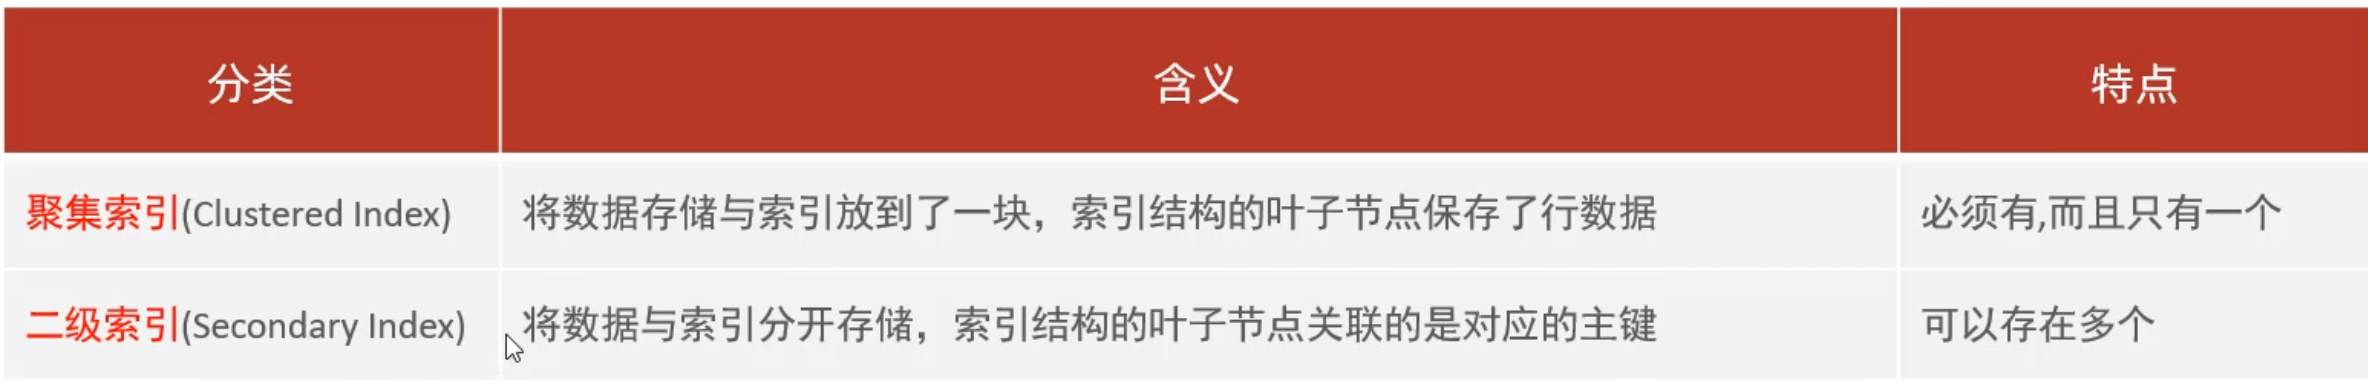 分类 含义 特点
聚集索引(Clustered Index) 将数据存储与索引放到了一块，索引结构的叶子节点保存了行数据 必须有,而且只有一个
二级索引(Secondary Index) 将数据与索引分开存储，索引结构的叶子节点关联的是对应的主键 可以存在多个